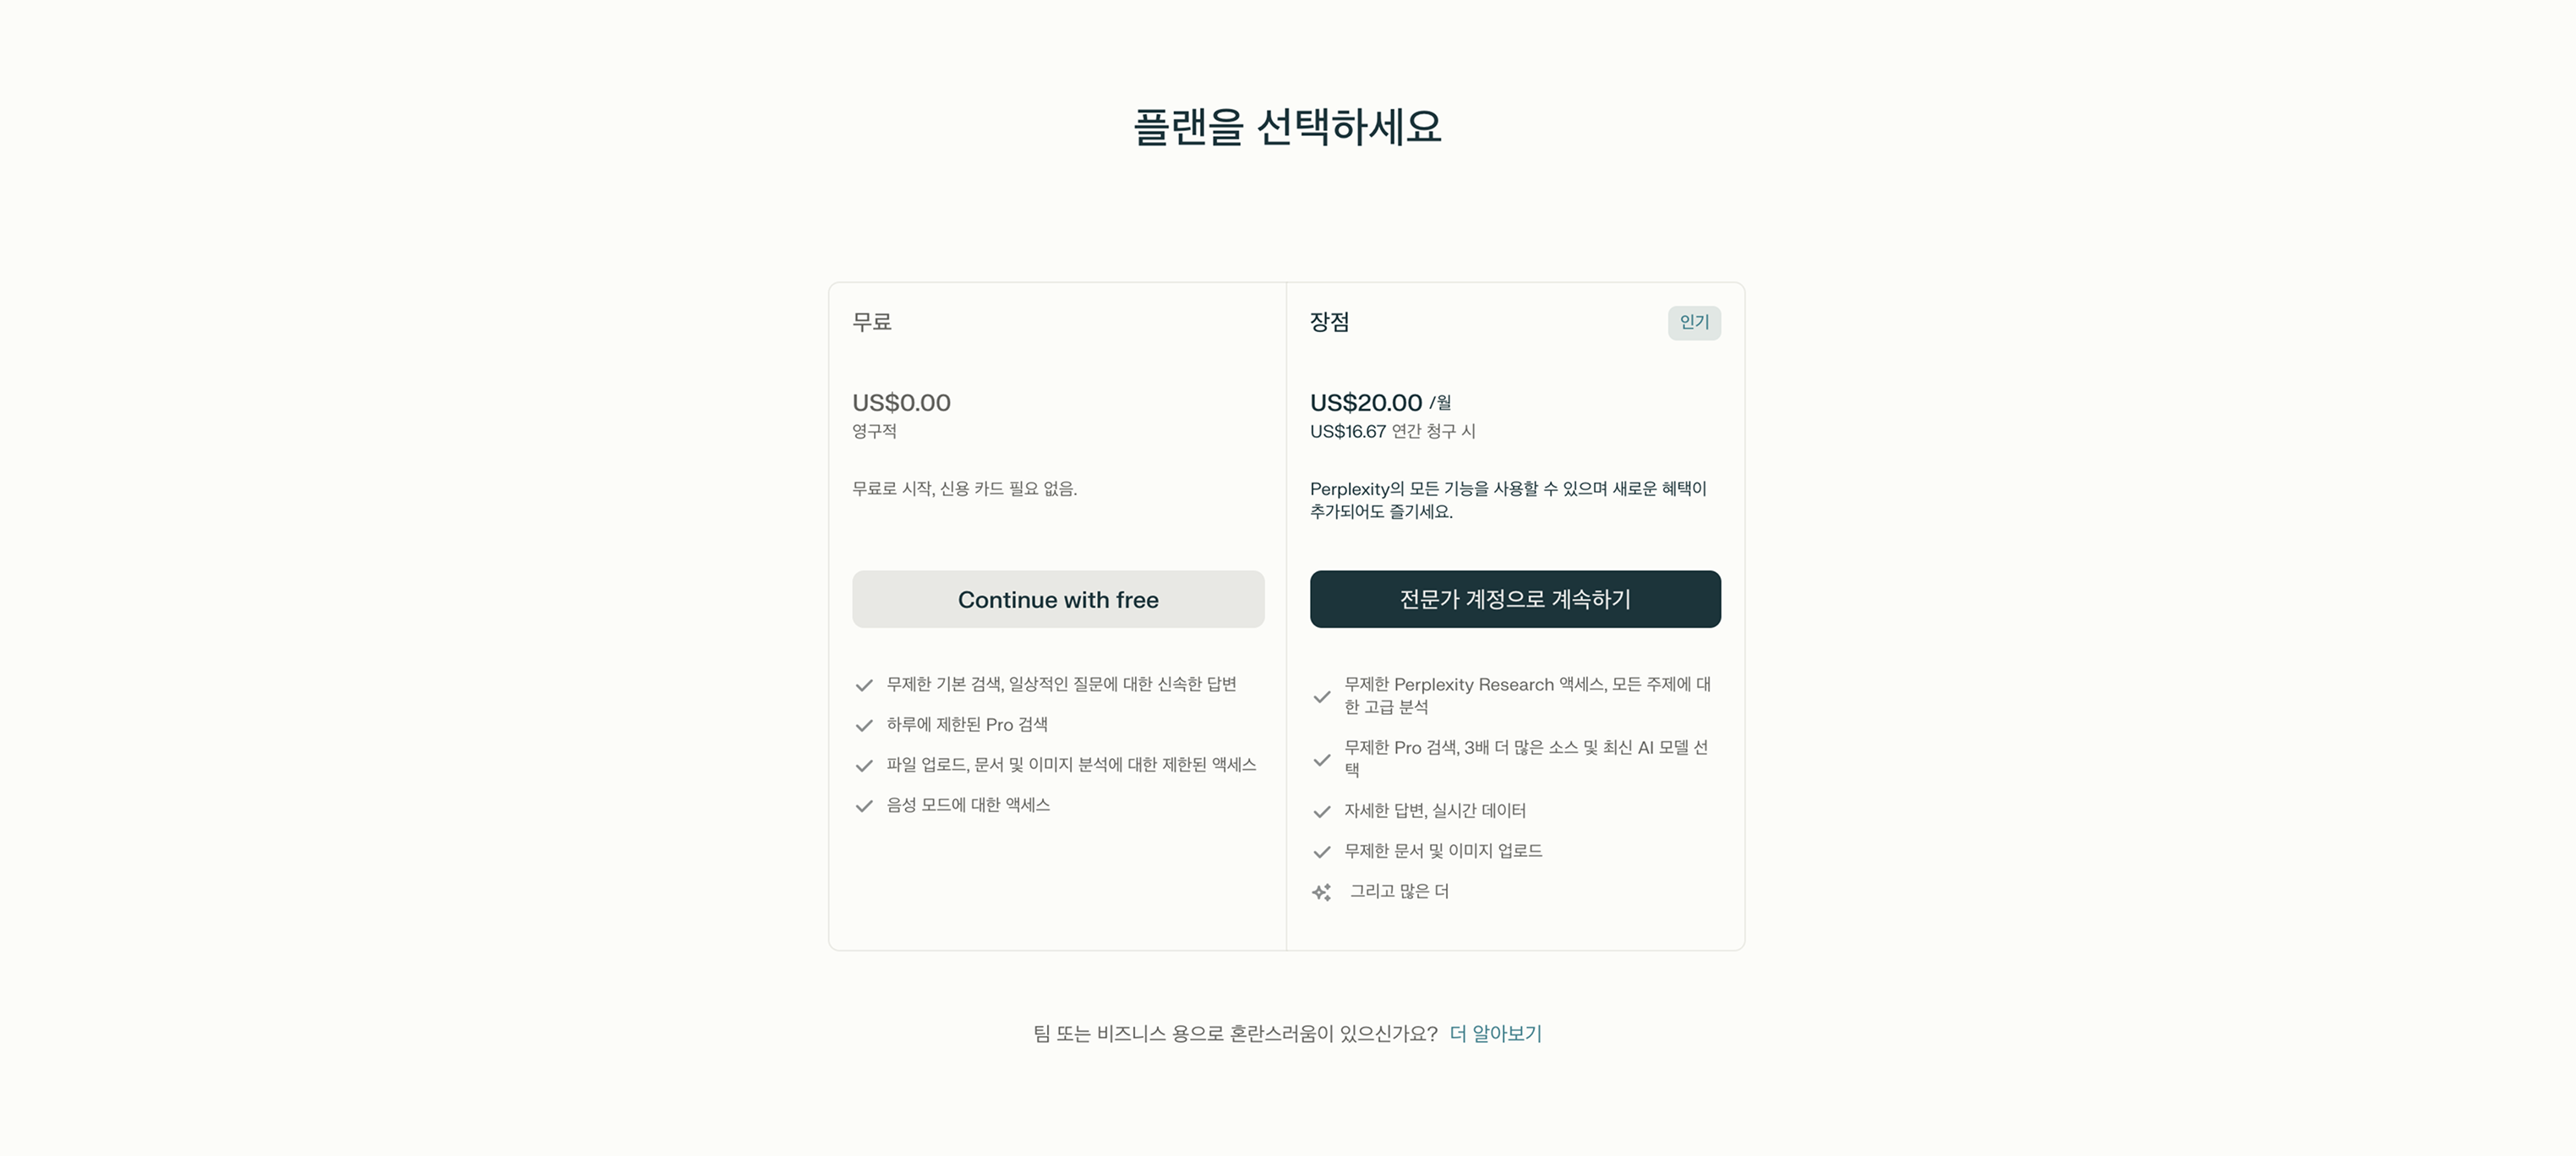 플랜을 선택하세요
무료
US$0.00
영구적
무료로 시작, 신용 카드 필요 없음.
Continue with free
무제한 기본 검색, 일상적인 질문에 대한 신속한 답변
하루에 제한된 Pro 검색
파일 업로드, 문서 및 이미지 분석에 대한 제한된 액세스
음성 모드에 대한 액세스
장점
인기
US$20.00 /월
US$16.67 연간 청구 시
Perplexity의 모든 기능을 사용할 수 있으며 새로운 혜택이
추가되어도 즐기세요.
전문가 계정으로 계속하기
무제한 Perplexity Research 액세스, 모든 주제에 대
한 고급 분석
무제한 Pro 검색, 3배 더 많은 소스 및 최신 AI 모델 선
택
자세한 답변, 실시간 데이터
무제한 문서 및 이미지 업로드
그리고 많은 더
팀 또는 비즈니스 용으로 혼란스러움이 있으신가요? 더 알아보기